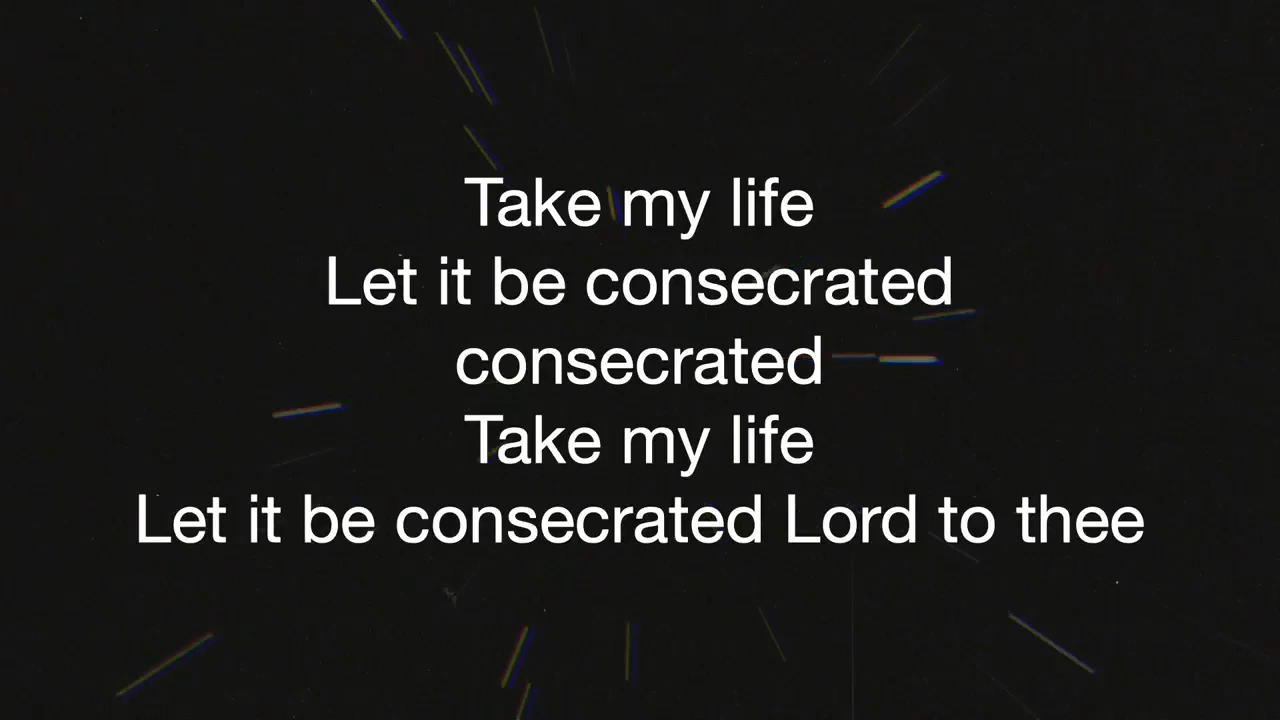 Take my life
Let it be consecrated
consecrated
Take my life
Let it be consecrated Lord to thee